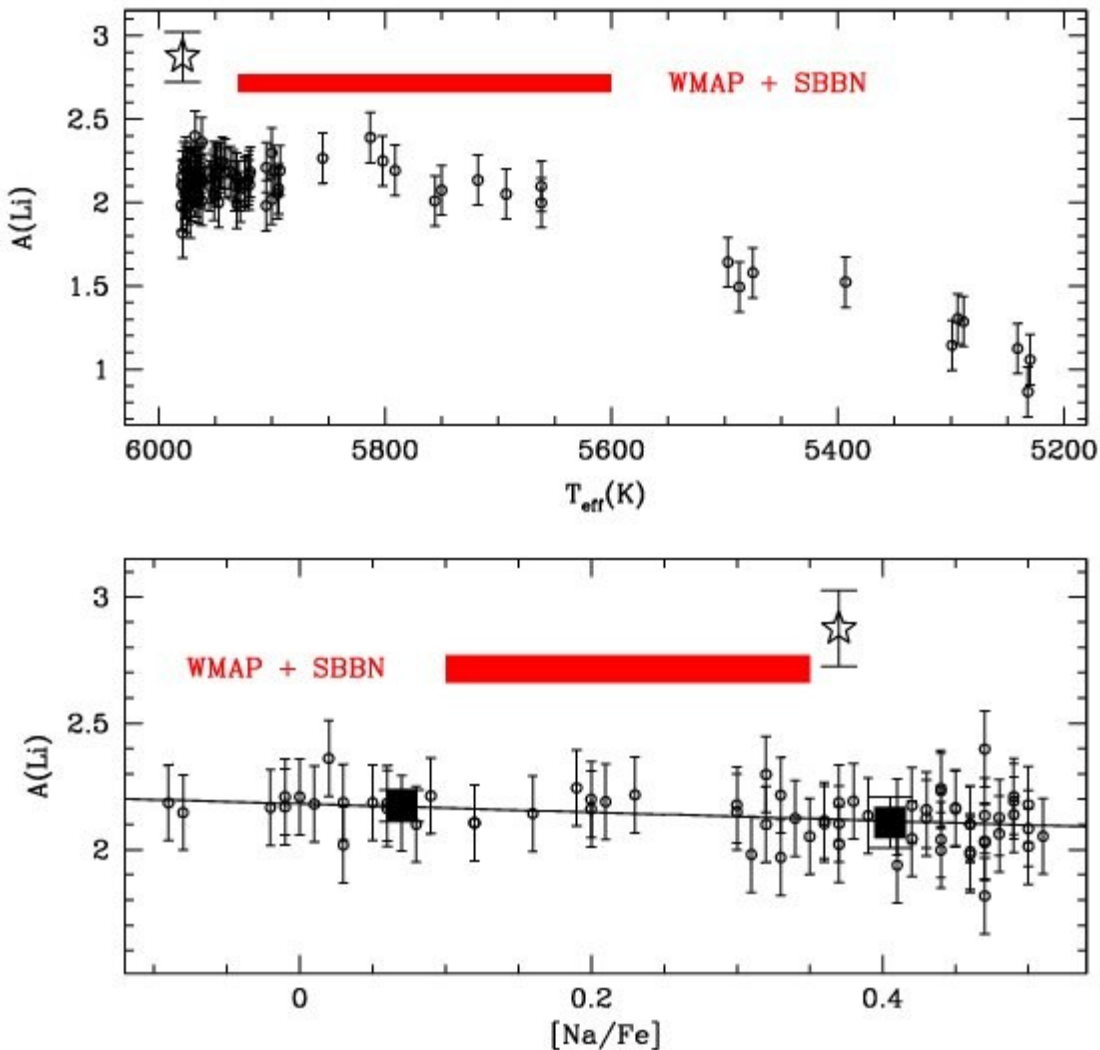 3
WMAP + SBBN
2.5
A(Li)
2
1.5
1
6000 5800 5600 5400 5200
T_eff(K)
3
WMAP + SBBN
2.5
A(Li)
2
0 0.2 0.4
[Na/Fe]